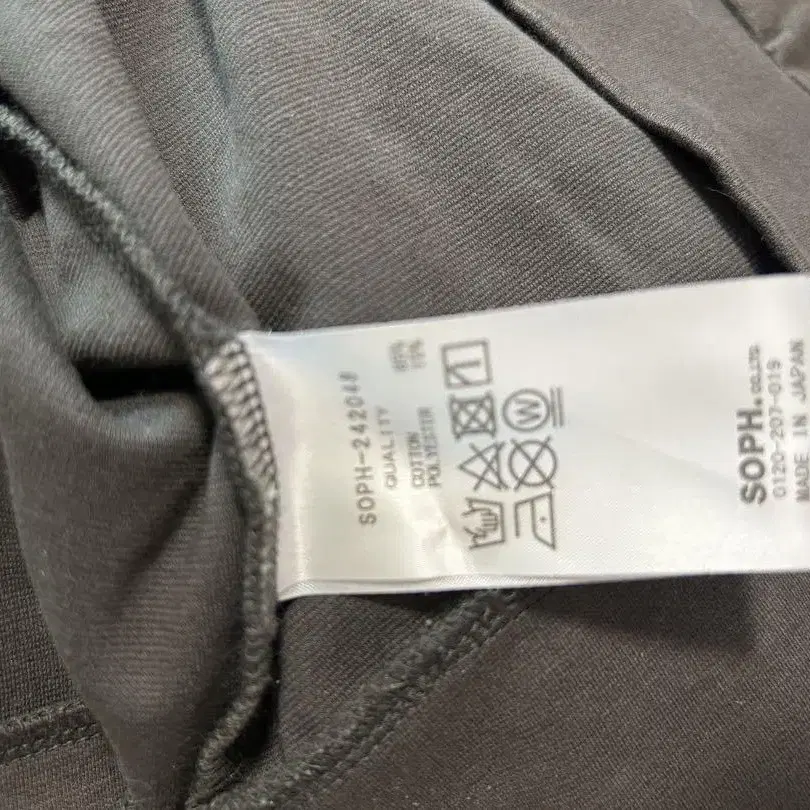 SOPH-242048
QUALITY
COTTON
POLYESTER
W
SOPH.CO.,LTD.
0120-207-019
MADE IN JAPAN